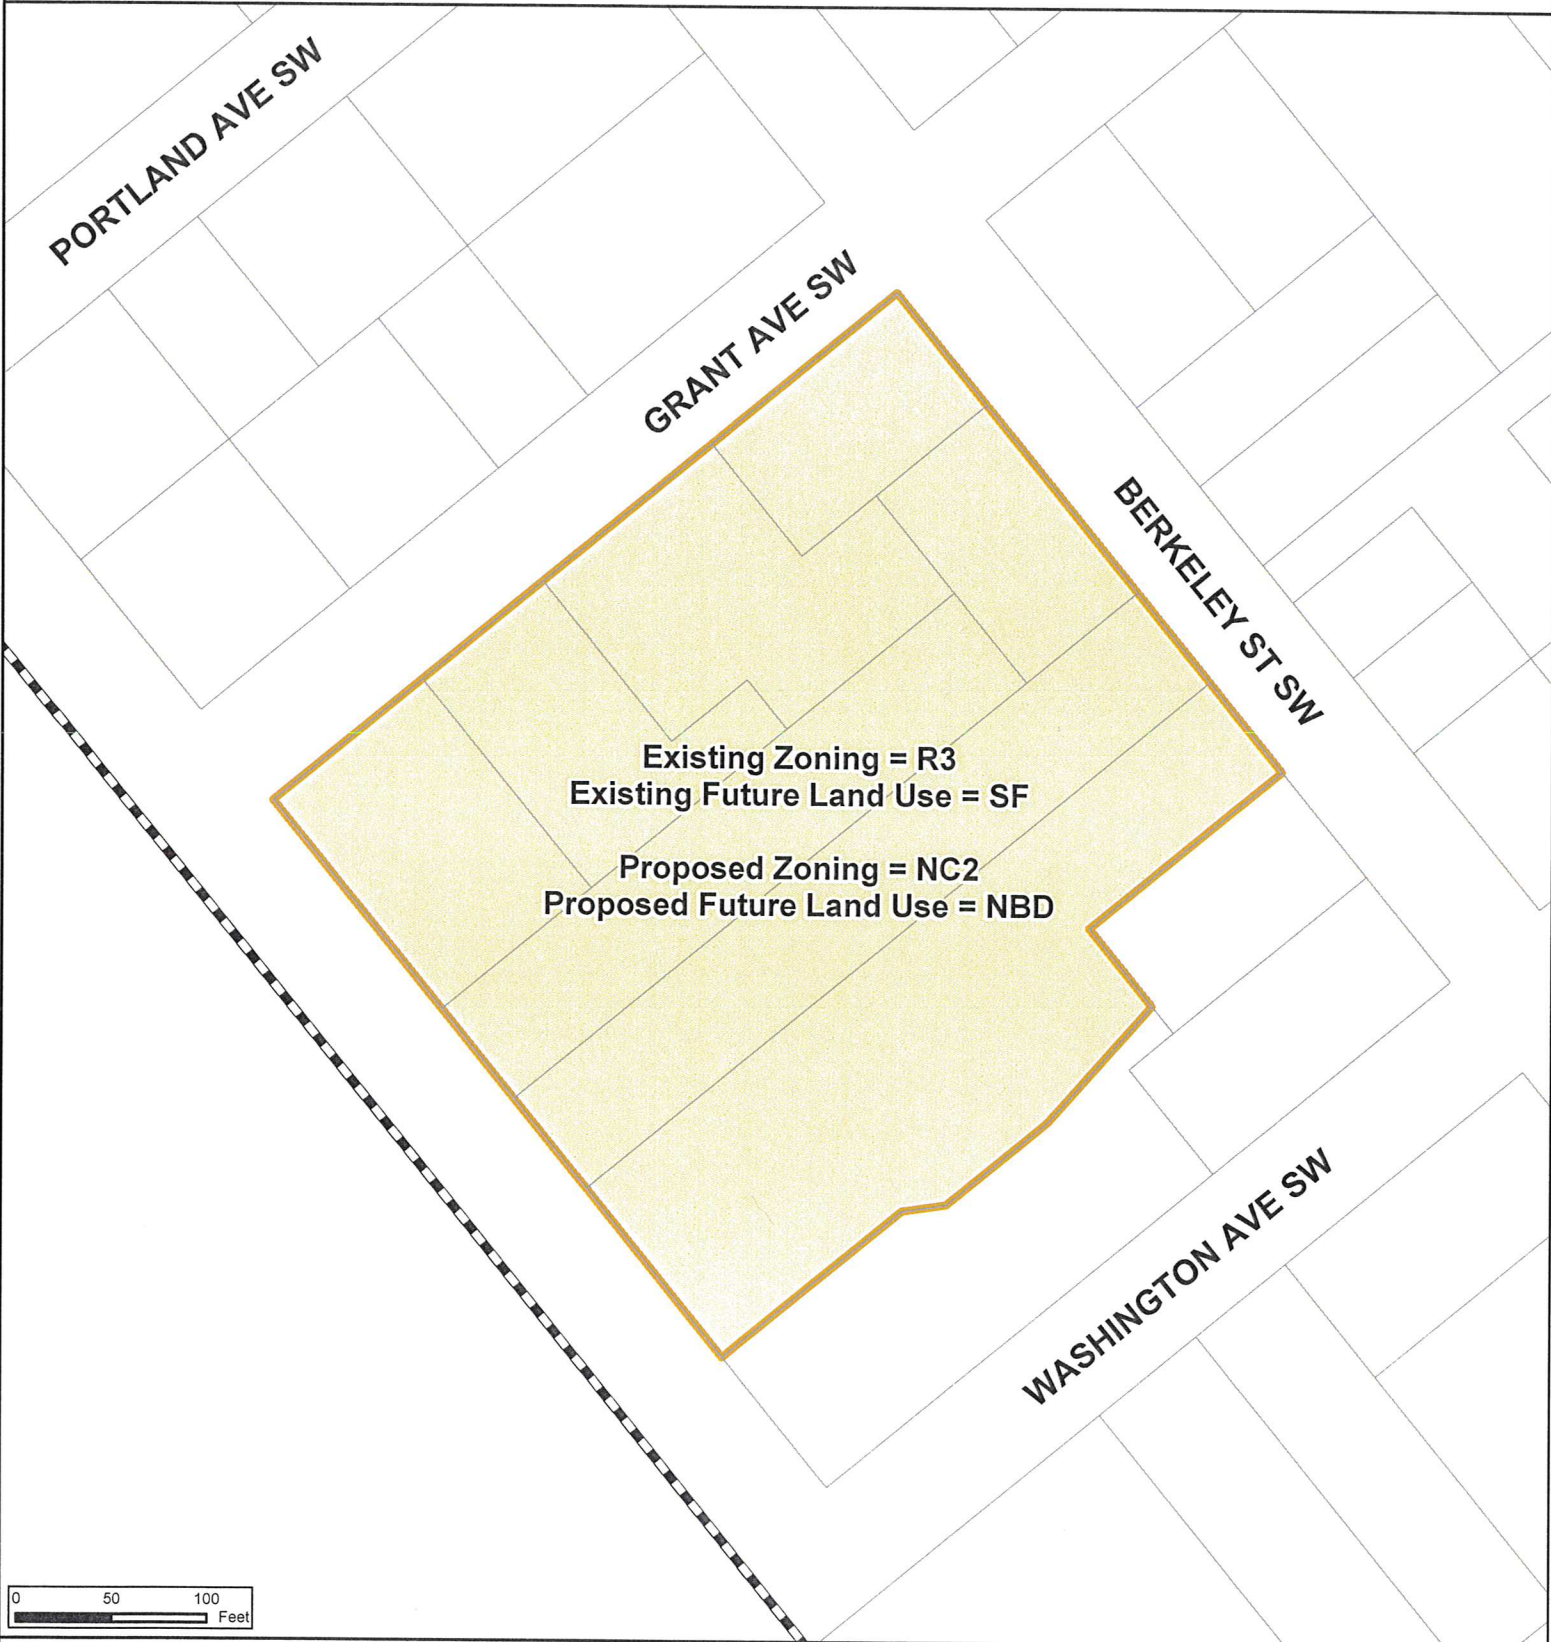 PORTLAND AVE SW
GRANT AVE SW
BERKELEY ST SW
Existing Zoning = R3
Existing Future Land Use = SF
Proposed Zoning = NC2
Proposed Future Land Use = NBD
WASHINGTON AVE SW
0 50 100
Feet